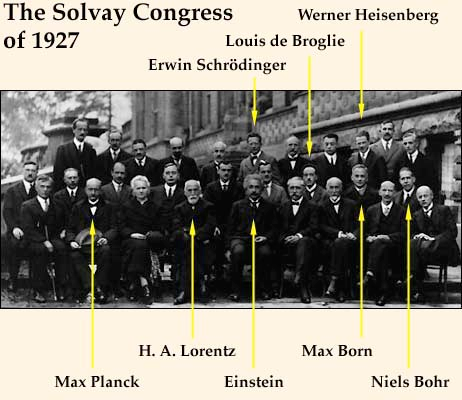 The Solvay Congress
of 1927
Werner Heisenberg
Louis de Broglie
Erwin Schrödinger
H. A. Lorentz
Max Born
Max Planck
Einstein
Niels Bohr